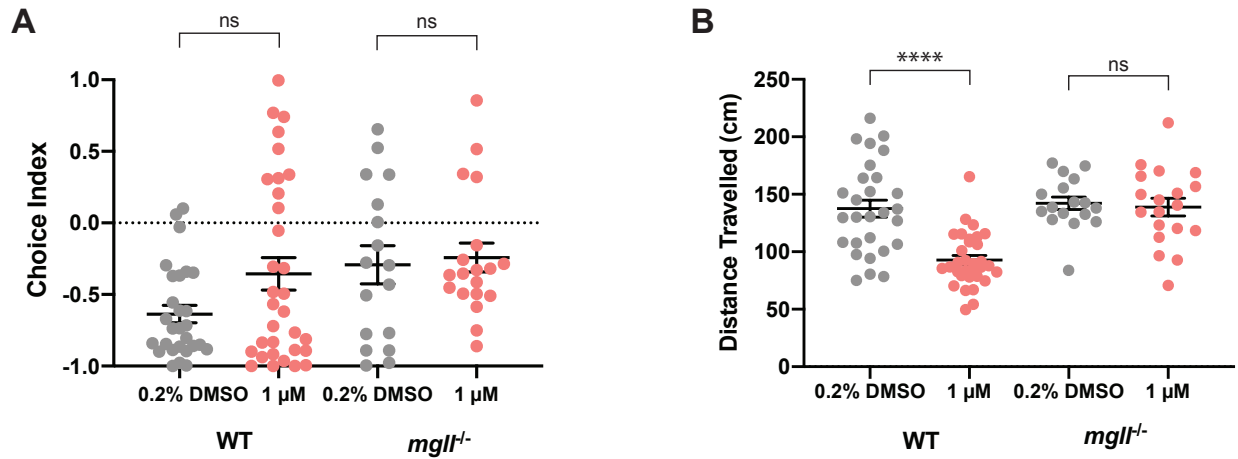 A
ns
ns
Choice Index
1.0
0.5
0.0
-0.5
-1.0
0.2% DMSO
1 µM
0.2% DMSO
1 µM
WT
mgll-/-
B
****
ns
Distance Travelled (cm)
250
200
150
100
50
0
0.2% DMSO
1 µM
0.2% DMSO
1 µM
WT
mgll-/-